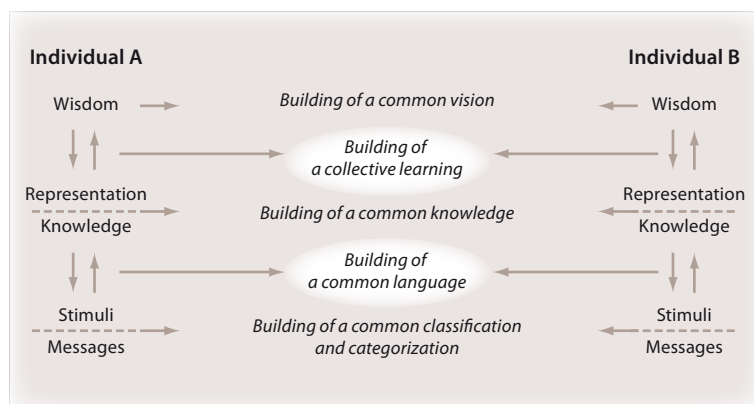 Individual A
Individual B
Wisdom
Building of a common vision
Wisdom
Building of
a collective learning
Representation
Knowledge
Building of a common knowledge
Representation
Knowledge
Building of
a common language
Stimuli
Messages
Building of a common classification
and categorization
Stimuli
Messages